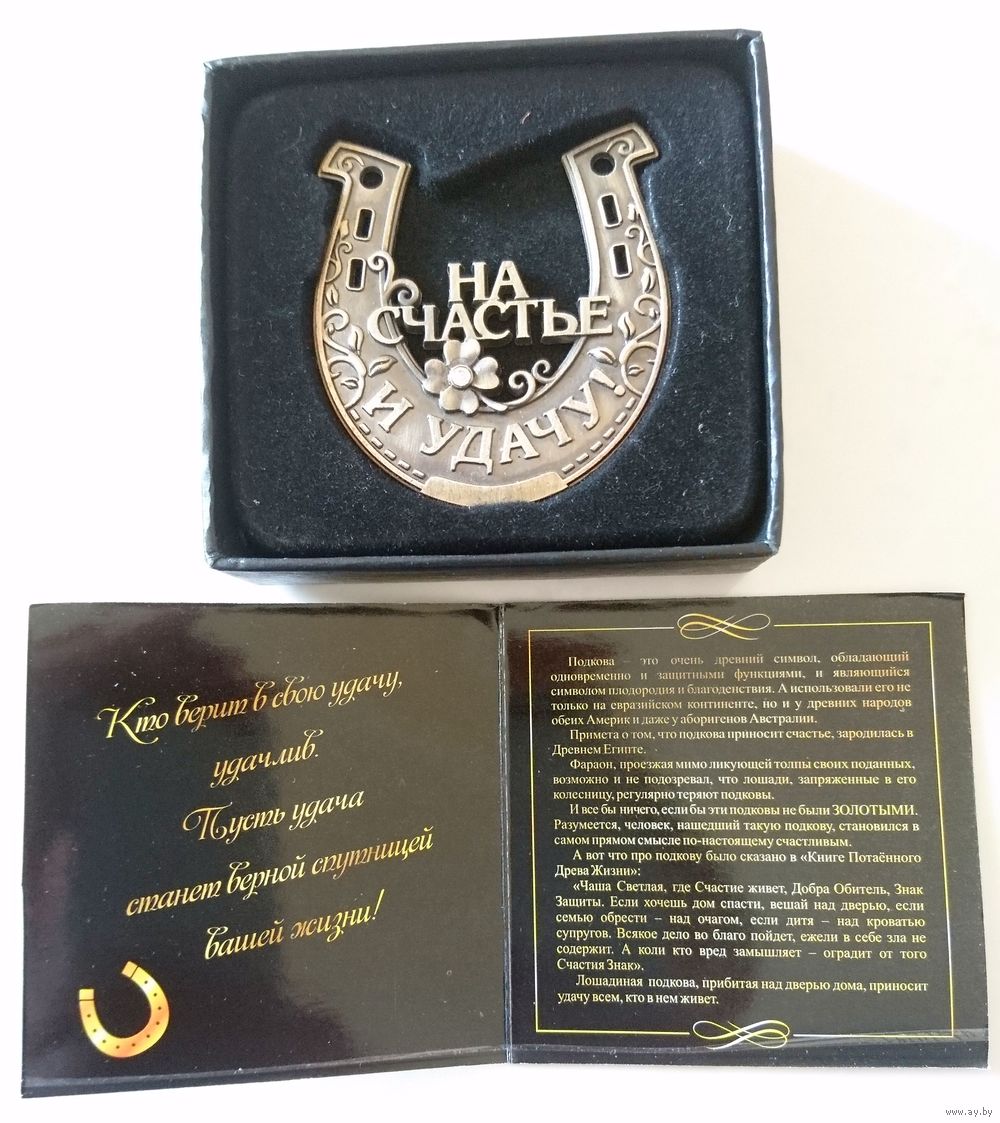 НА
СЧАСТЬЕ
И УДАЧУ!
Кто верит в свою удачу,
удачлив.
Пусть удача
станет верной спутницей
вашей жизни!
Подкова – это очень древний символ, обладающий
одновременно и защитными функциями, и являющийся
символом плодородия и благоденствия. А использовали его не
только на евразийском континенте, но и у древних народов
обеих Америк и даже у аборигенов Австралии.
Примета о том, что подкова приносит счастье, зародилась в
Древнем Египте.
Фараон, проезжая мимо ликующей толпы своих поданных,
возможно и не подозревал, что лошади, запряженные в его
колесницу, регулярно теряют подковы.
И все бы ничего, если бы эти подковы не были ЗОЛОТЫМИ.
Разумеется, человек, нашедший такую подкову, становился в
самом прямом смысле по-настоящему счастливым.
А вот что про подкову было сказано в «Книге Потаённого
Древа Жизни»:
«Чаша Светлая, где Счастие живет, Добра Обитель, Знак
Защиты. Если хочешь дом спасти, вешай над дверью, если
семью обрести – над очагом, если дитя – над кроватью
супругов. Всякое дело во благо пойдет, ежели в себе зла не
содержит. А коли кто вред замышляет – оградит от того
Счастия Знак».
Лошадиная подкова, прибитая над дверью дома, приносит
удачу всем, кто в нем живет.
www.ay.by